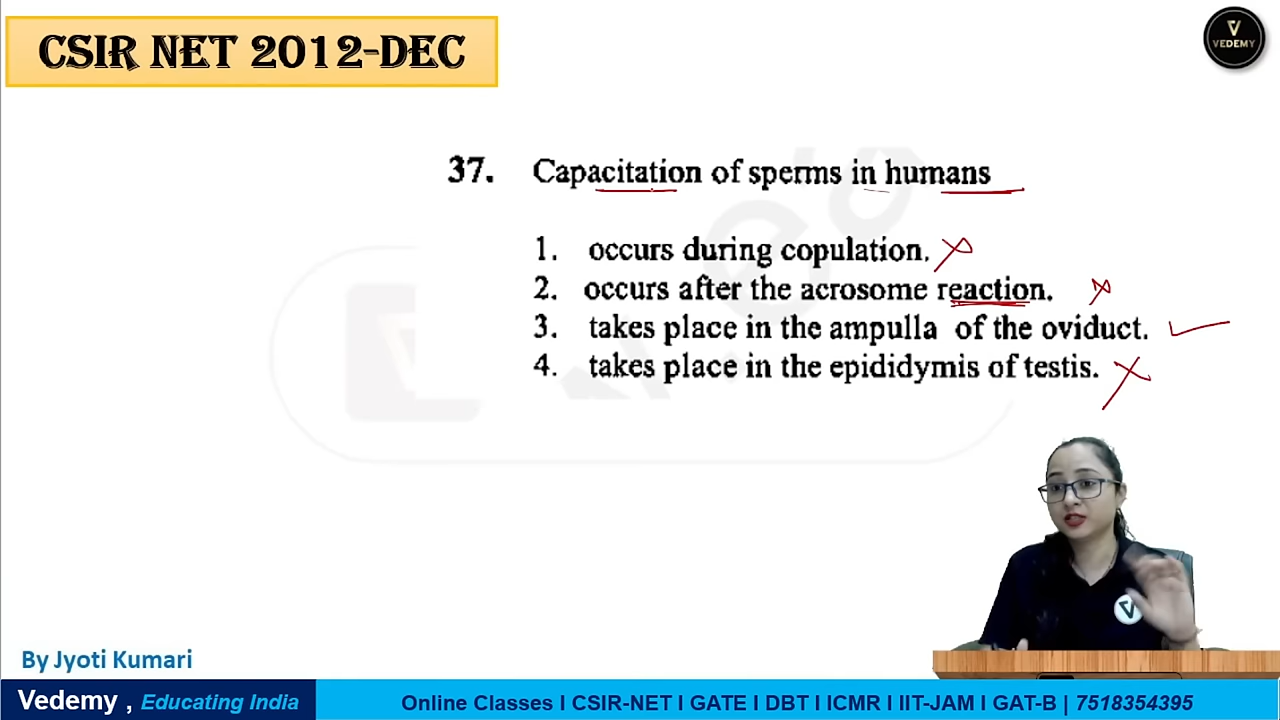 CSIR NET 2012-DEC
V
VEDEMY
37. Capacitation of sperms in humans
1. occurs during copulation.
2. occurs after the acrosome reaction.
3. takes place in the ampulla of the oviduct.
4. takes place in the epididymis of testis.
By Jyoti Kumari
Vedemy , Educating India
Online Classes I CSIR-NET I GATE I DBT I ICMR I IIT-JAM I GAT-B | 7518354395